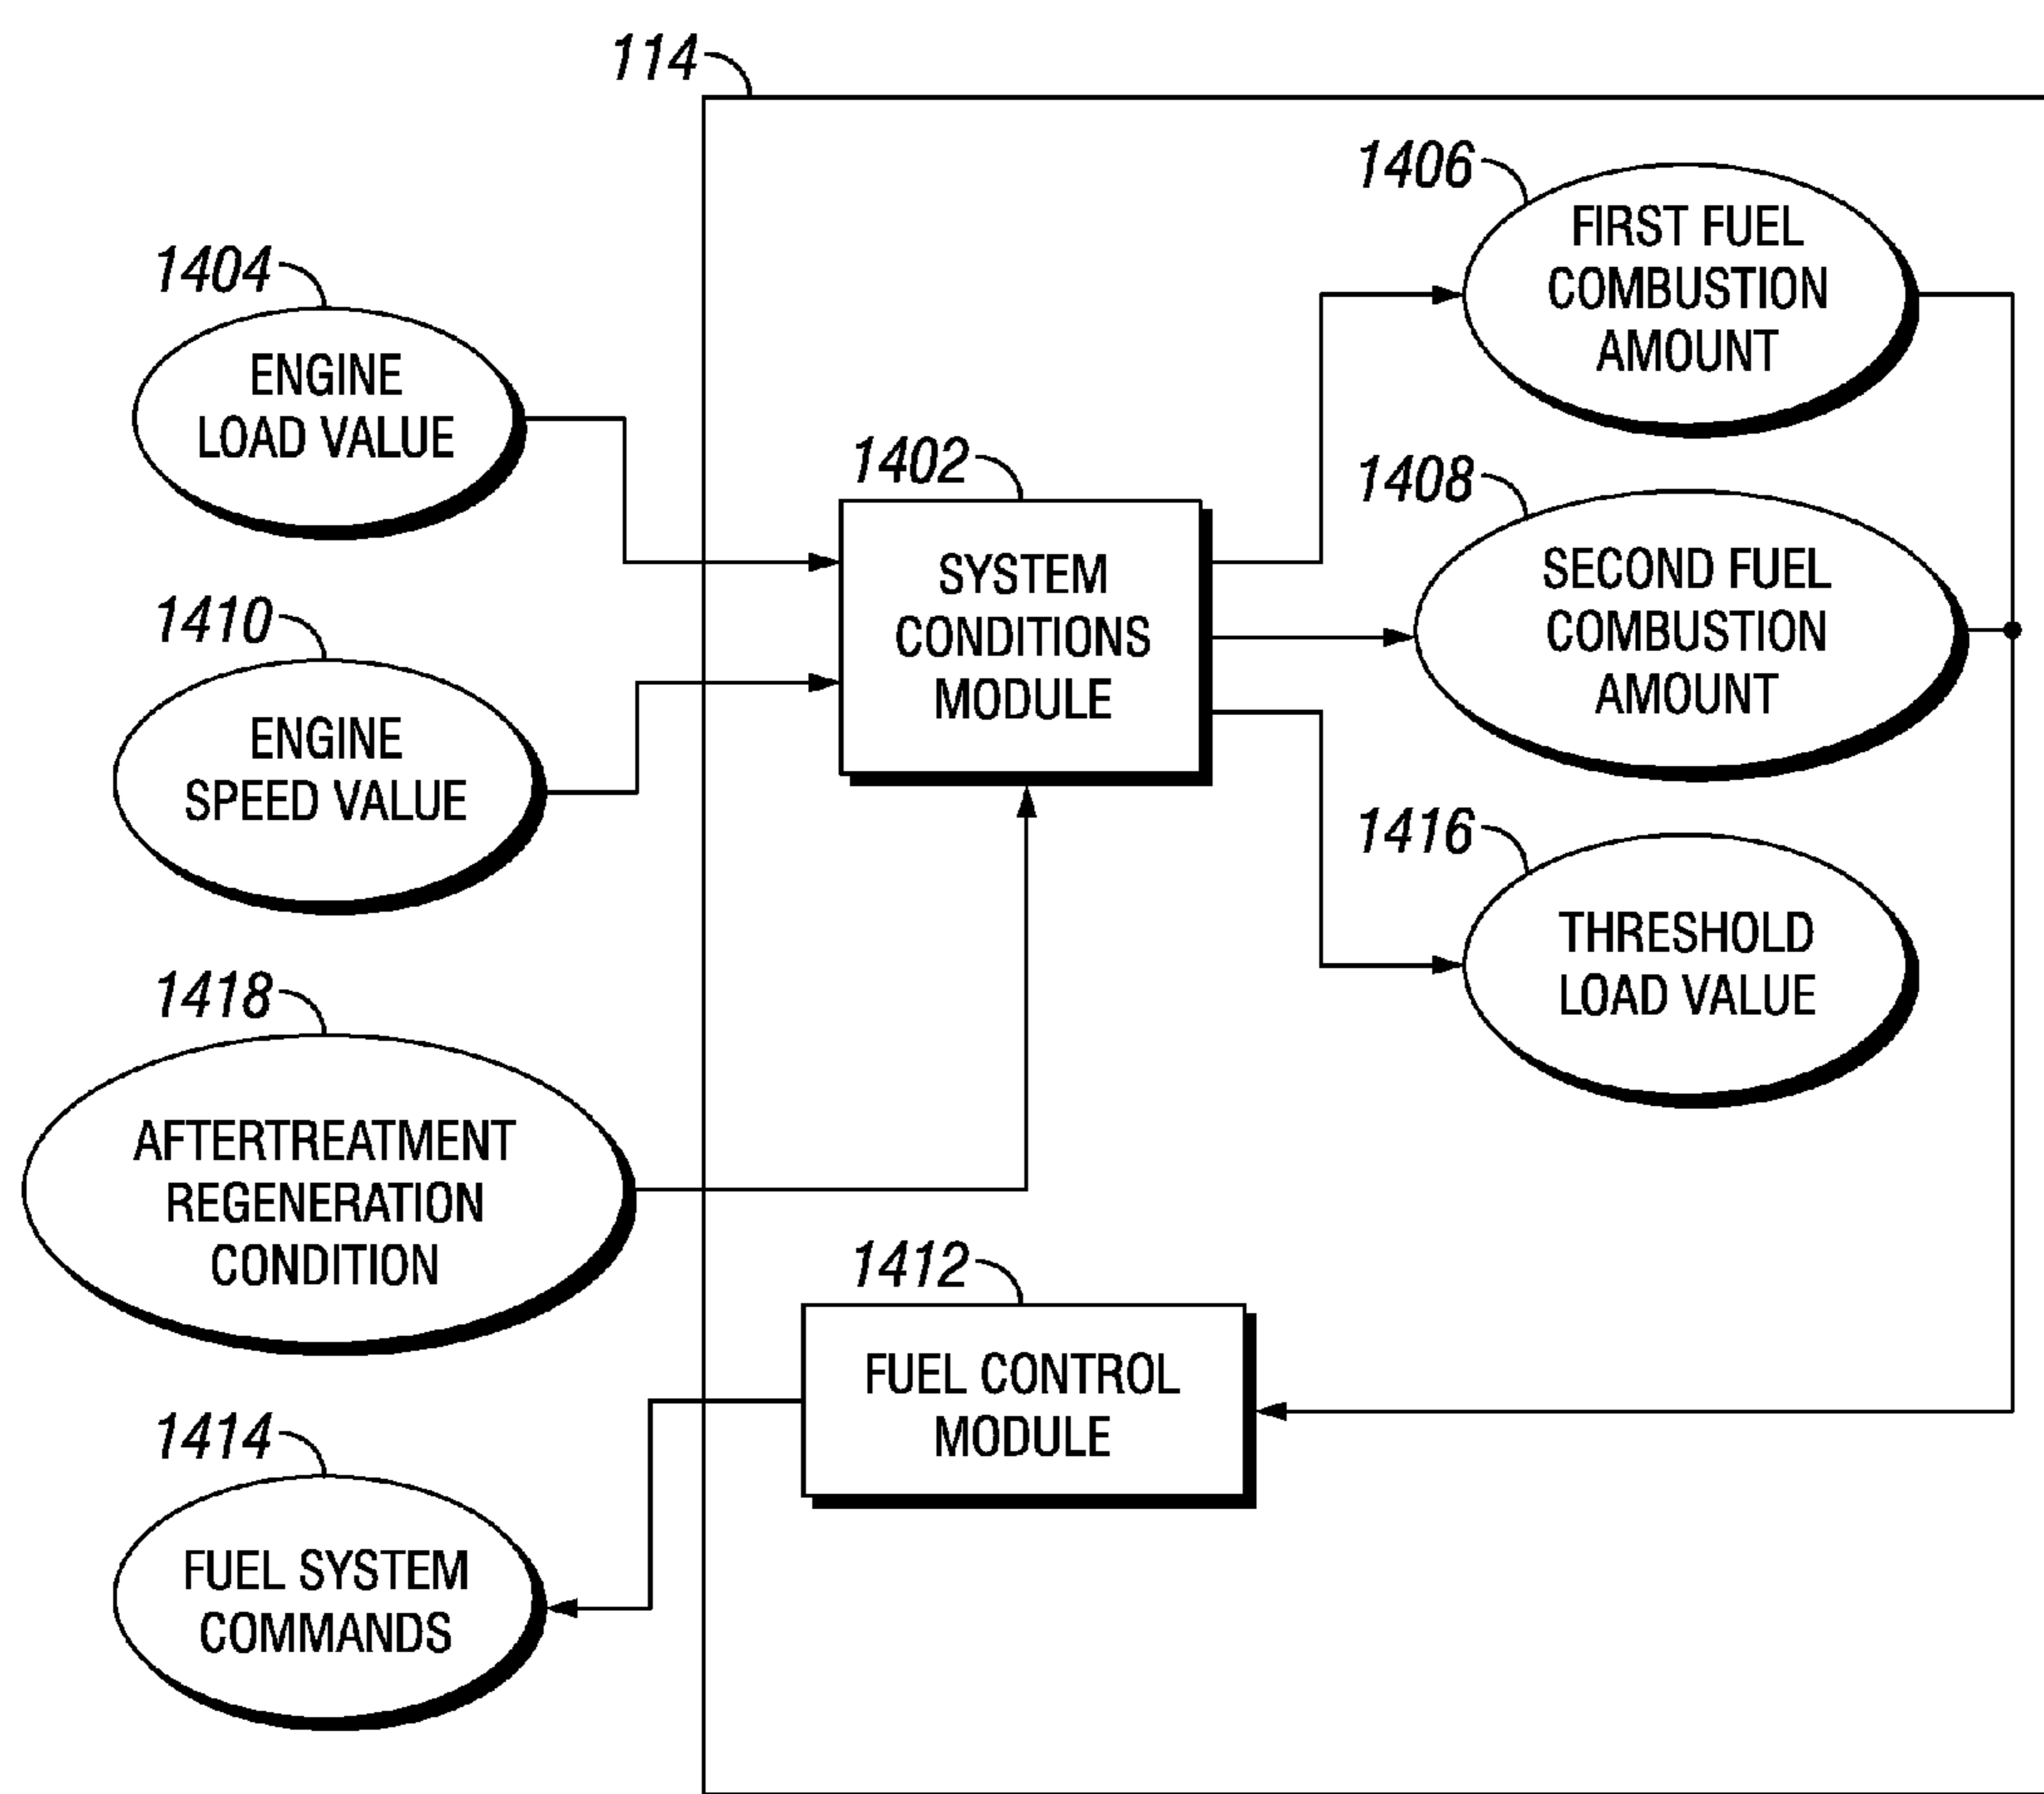 114
1406
FIRST FUEL
COMBUSTION
AMOUNT
1404
ENGINE
LOAD VALUE
1402
SYSTEM
CONDITIONS
MODULE
1408
SECOND FUEL
COMBUSTION
AMOUNT
1410
ENGINE
SPEED VALUE
1416
THRESHOLD
LOAD VALUE
1418
AFTERTREATMENT
REGENERATION
CONDITION
1412
FUEL CONTROL
MODULE
1414
FUEL SYSTEM
COMMANDS